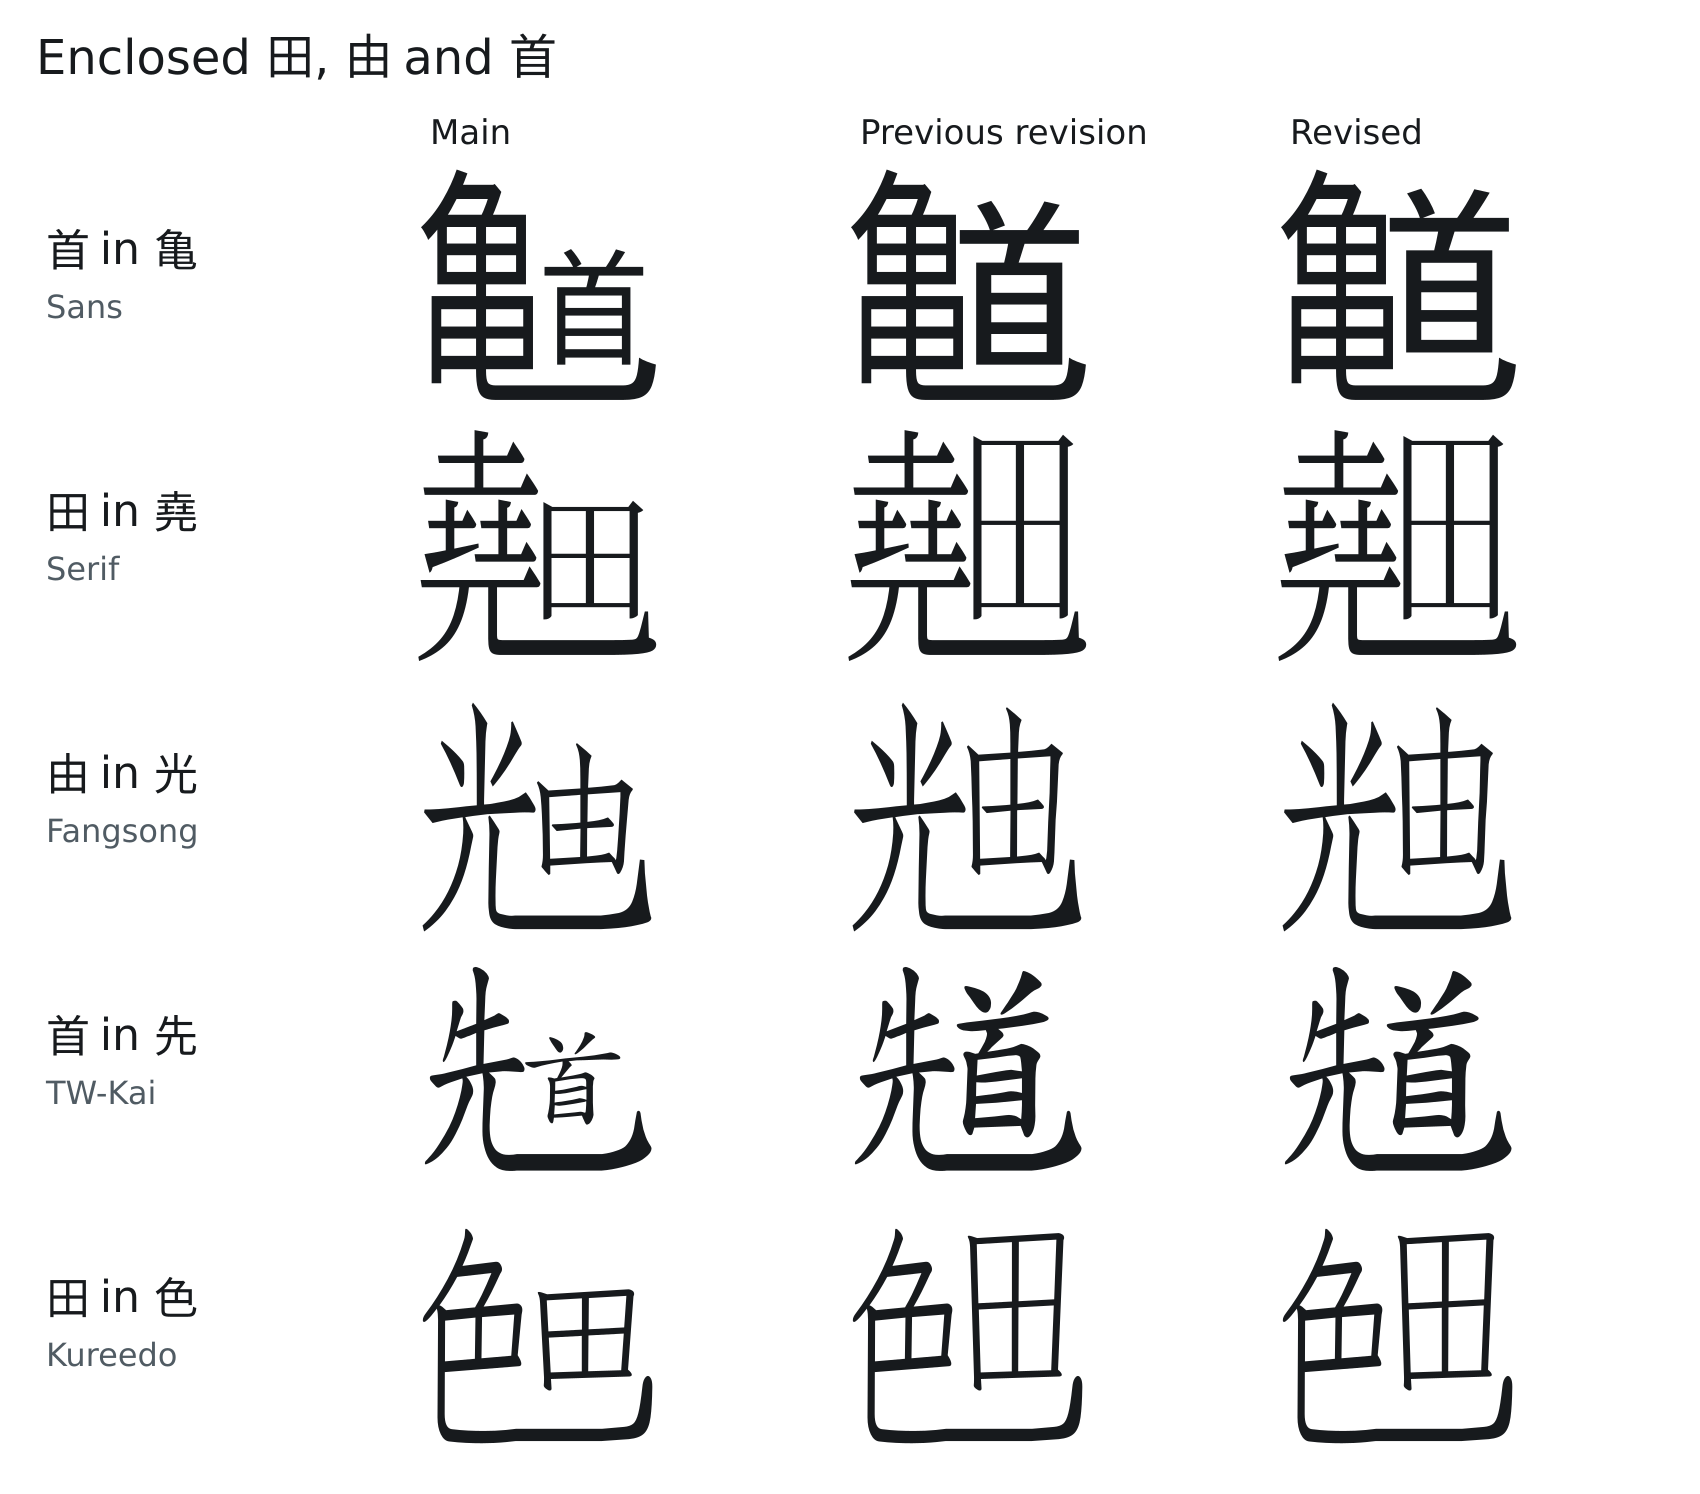 Enclosed 田, 由 and 首
Main Previous revision Revised
首 in 亀
Sans
田 in 堯
Serif
由 in 光
Fangsong
首 in 先
TW-Kai
田 in 色
Kureedo